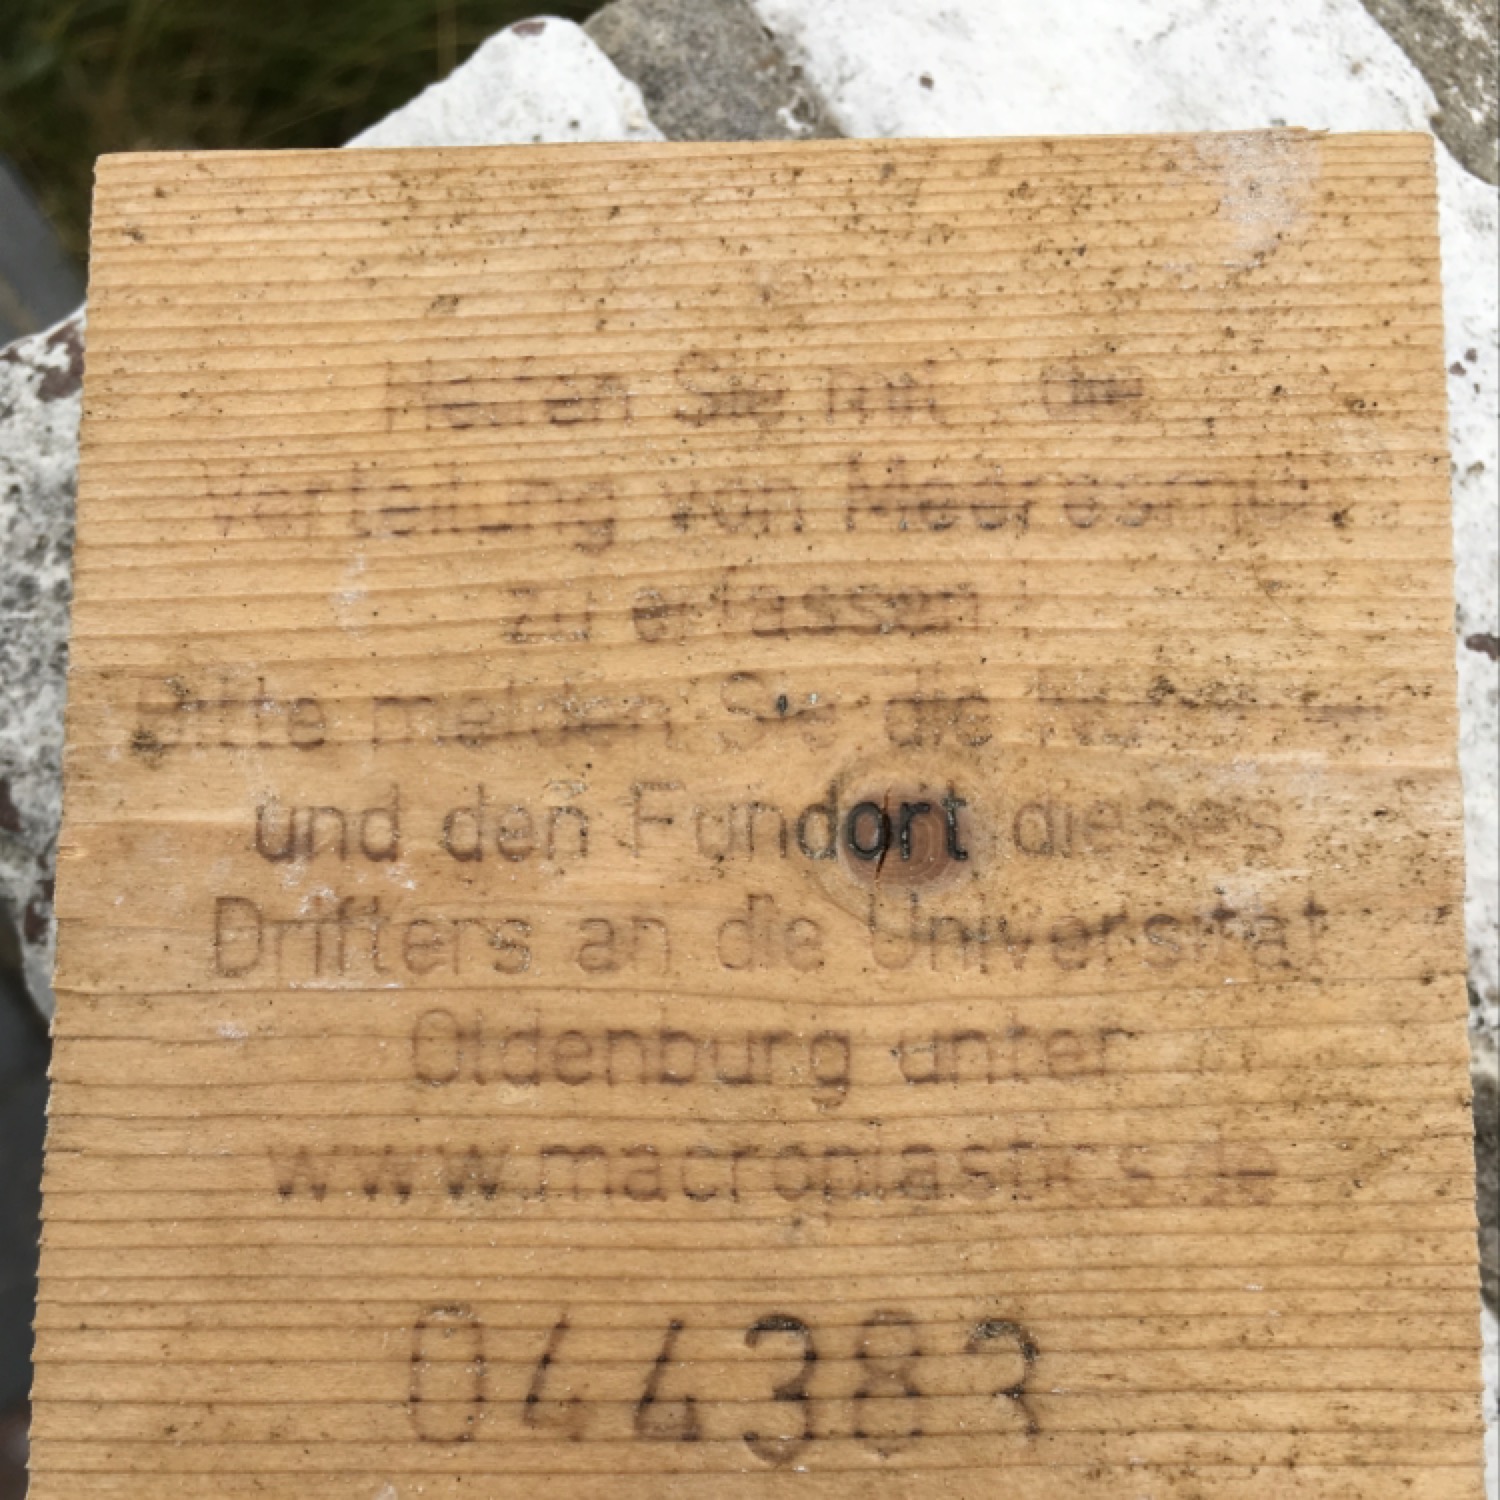 Helfen Sie mit die
Verteilung von Meeresmüll
zu erfassen!
Bitte melden Sie die
und den Fundort dieses
Drifters an die Universität
Oldenburg unter
www.macroplastics.de
044383